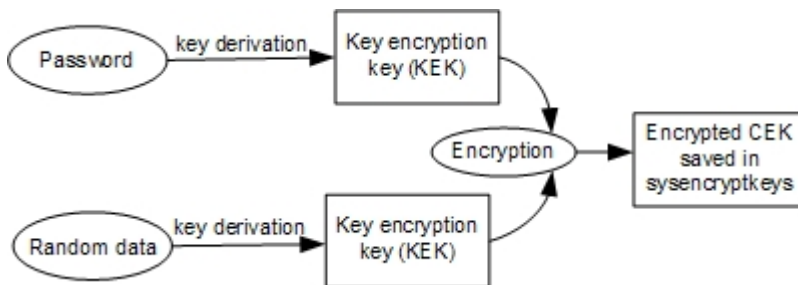 Password
key derivation
Key encryption
key (KEK)
Encryption
Encrypted CEK
saved in
sysencryptkeys
Random data
key derivation
Key encryption
key (KEK)